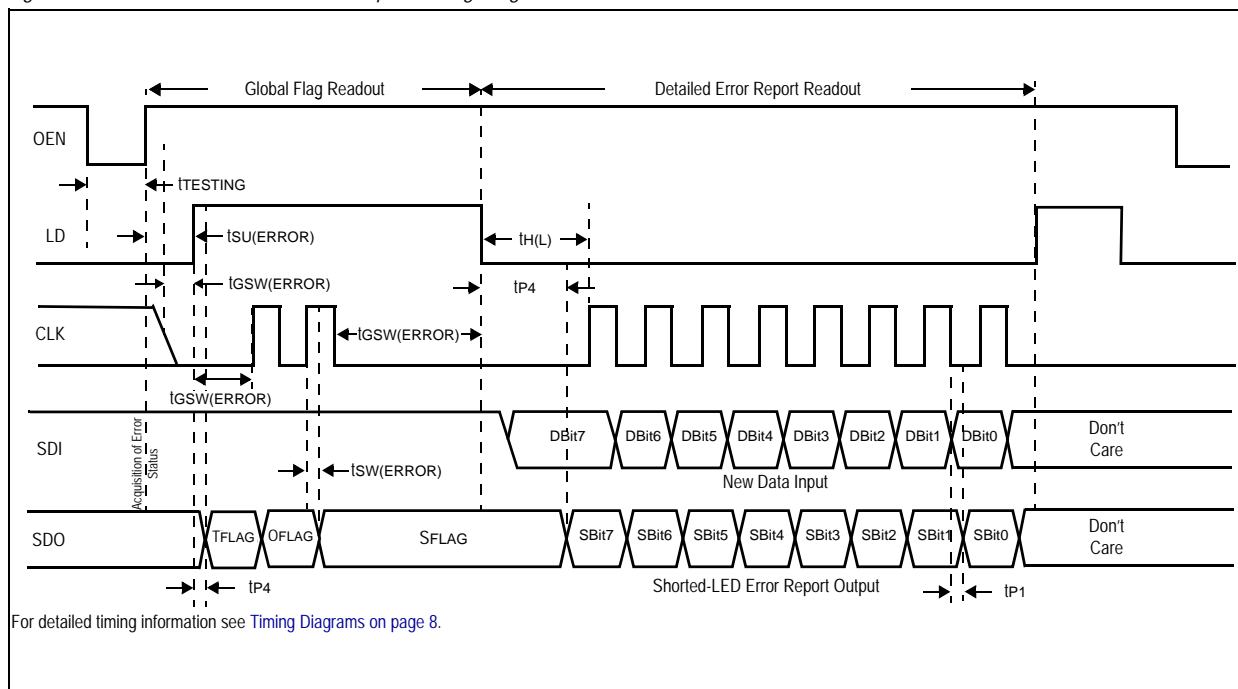 Global Flag Readout
Detailed Error Report Readout
OEN
tTESTING
LD
tSU(ERROR)
tH(L)
tGSW(ERROR)
tP4
CLK
tGSW(ERROR)
tGSW(ERROR)
SDI
Acquisition of Error
Status
DBit7 DBit6 DBit5 DBit4 DBit3 DBit2 DBit1 DBit0
Don't
Care
tSW(ERROR)
New Data Input
SDO
TFLAG OFLAG SFLAG SBit7 SBit6 SBit5 SBit4 SBit3 SBit2 SBit1 SBit0
Don't
Care
tP4
Shorted-LED Error Report Output
tP1
For detailed timing information see Timing Diagrams on page 8.